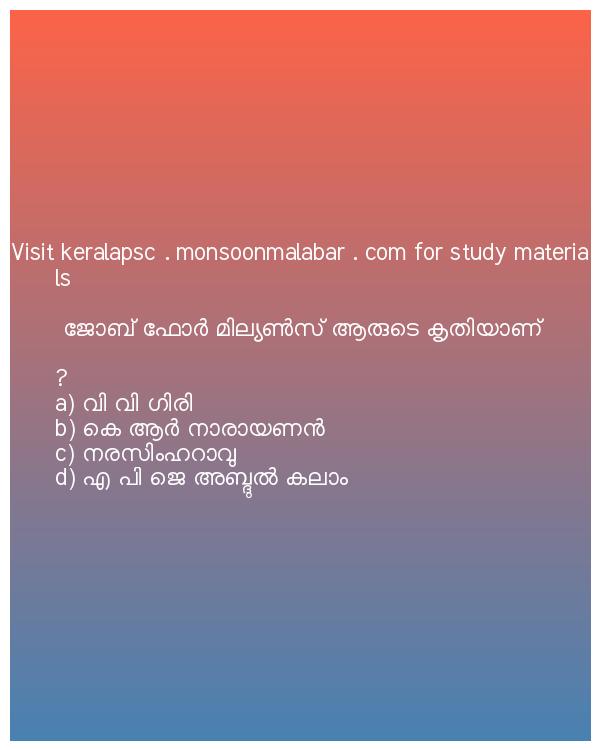 Visit keralapsc . monsoonmalabar . com for study materia
ls
ജോബ് ഫോർ മില്യൺസ് ആരുടെ കൃതിയാണ്
?
a) വി വി ഗിരി
b) കെ ആർ നാരായണൻ
c) നരസിംഹറാവു
d) എ പി ജെ അബ്ദുൽ കലാം